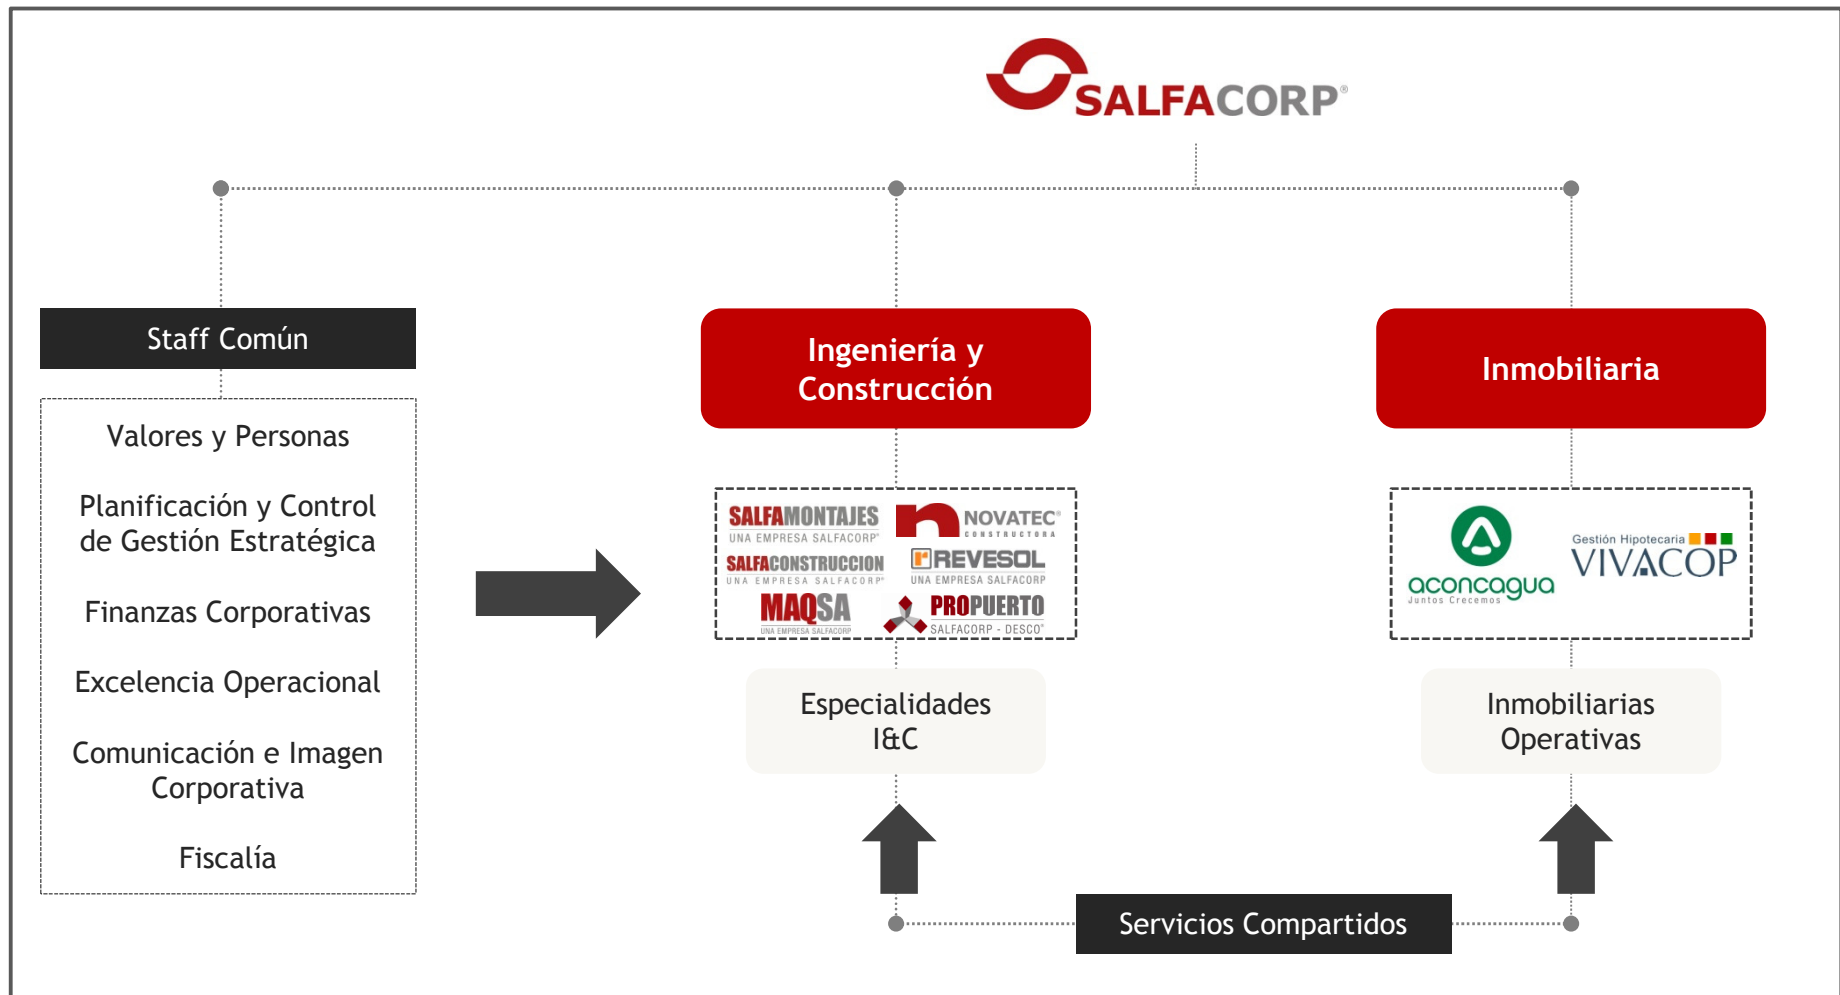 SALFACORP®
Staff Común
Valores y Personas
Planificación y Control
de Gestión Estratégica
Finanzas Corporativas
Excelencia Operacional
Comunicación e Imagen
Corporativa
Fiscalía
Ingeniería y
Construcción
SALFAMONTAJES
UNA EMPRESA SALFACORP®
NOVATEC®
CONSTRUCTORA
SALFACONSTRUCCION
UNA EMPRESA SALFACORP®
r REVESOL
UNA EMPRESA SALFACORP
MAQSA
UNA EMPRESA SALFACORP
PROPUERTO
SALFACORP - DESCO®
Especialidades
I&C
Inmobiliaria
aconcagua
Juntos Crecemos
Gestión Hipotecaria
VIVACOP
Inmobiliarias
Operativas
Servicios Compartidos